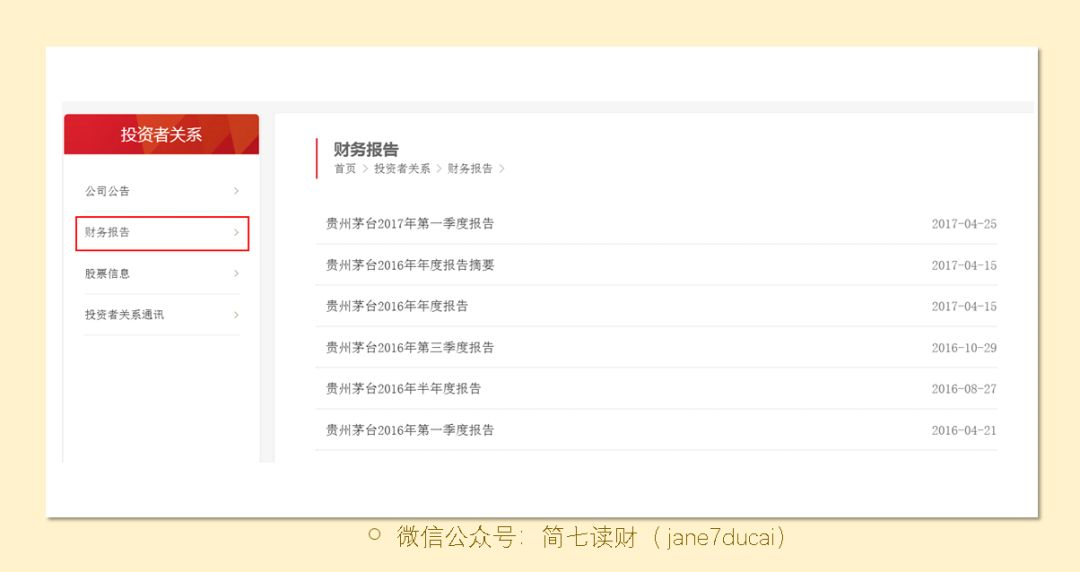 投资者关系
公司公告
财务报告
股票信息
投资者关系通讯
财务报告
首页 > 投资者关系 > 财务报告 >
贵州茅台2017年第一季度报告 2017-04-25
贵州茅台2016年年度报告摘要 2017-04-15
贵州茅台2016年年度报告 2017-04-15
贵州茅台2016年第三季度报告 2016-10-29
贵州茅台2016年半年度报告 2016-08-27
贵州茅台2016年第一季度报告 2016-04-21
微信公众号：简七读财（jane7ducai）